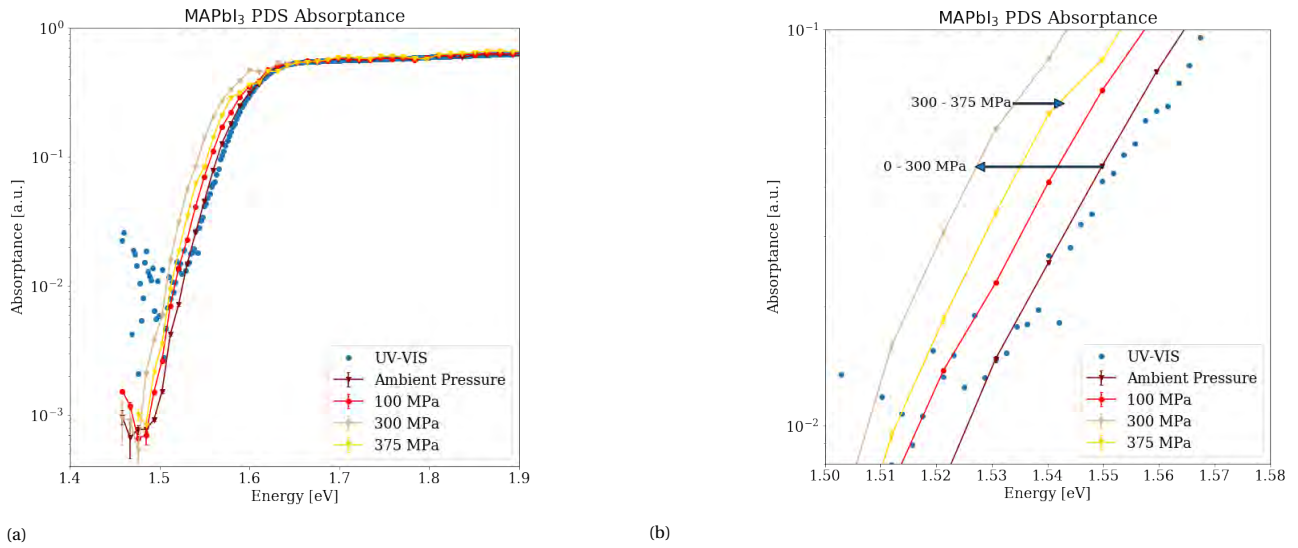 MAPbI₃ PDS Absorptance
10⁰
10⁻¹
10⁻²
10⁻³
Absorptance [a.u.]
UV-VIS
Ambient Pressure
100 MPa
300 MPa
375 MPa
1.4 1.5 1.6 1.7 1.8 1.9
Energy [eV]
(a)
MAPbI₃ PDS Absorptance
10⁻¹
10⁻²
Absorptance [a.u.]
300 - 375 MPa
0 - 300 MPa
UV-VIS
Ambient Pressure
100 MPa
300 MPa
375 MPa
1.50 1.51 1.52 1.53 1.54 1.55 1.56 1.57 1.58
Energy [eV]
(b)